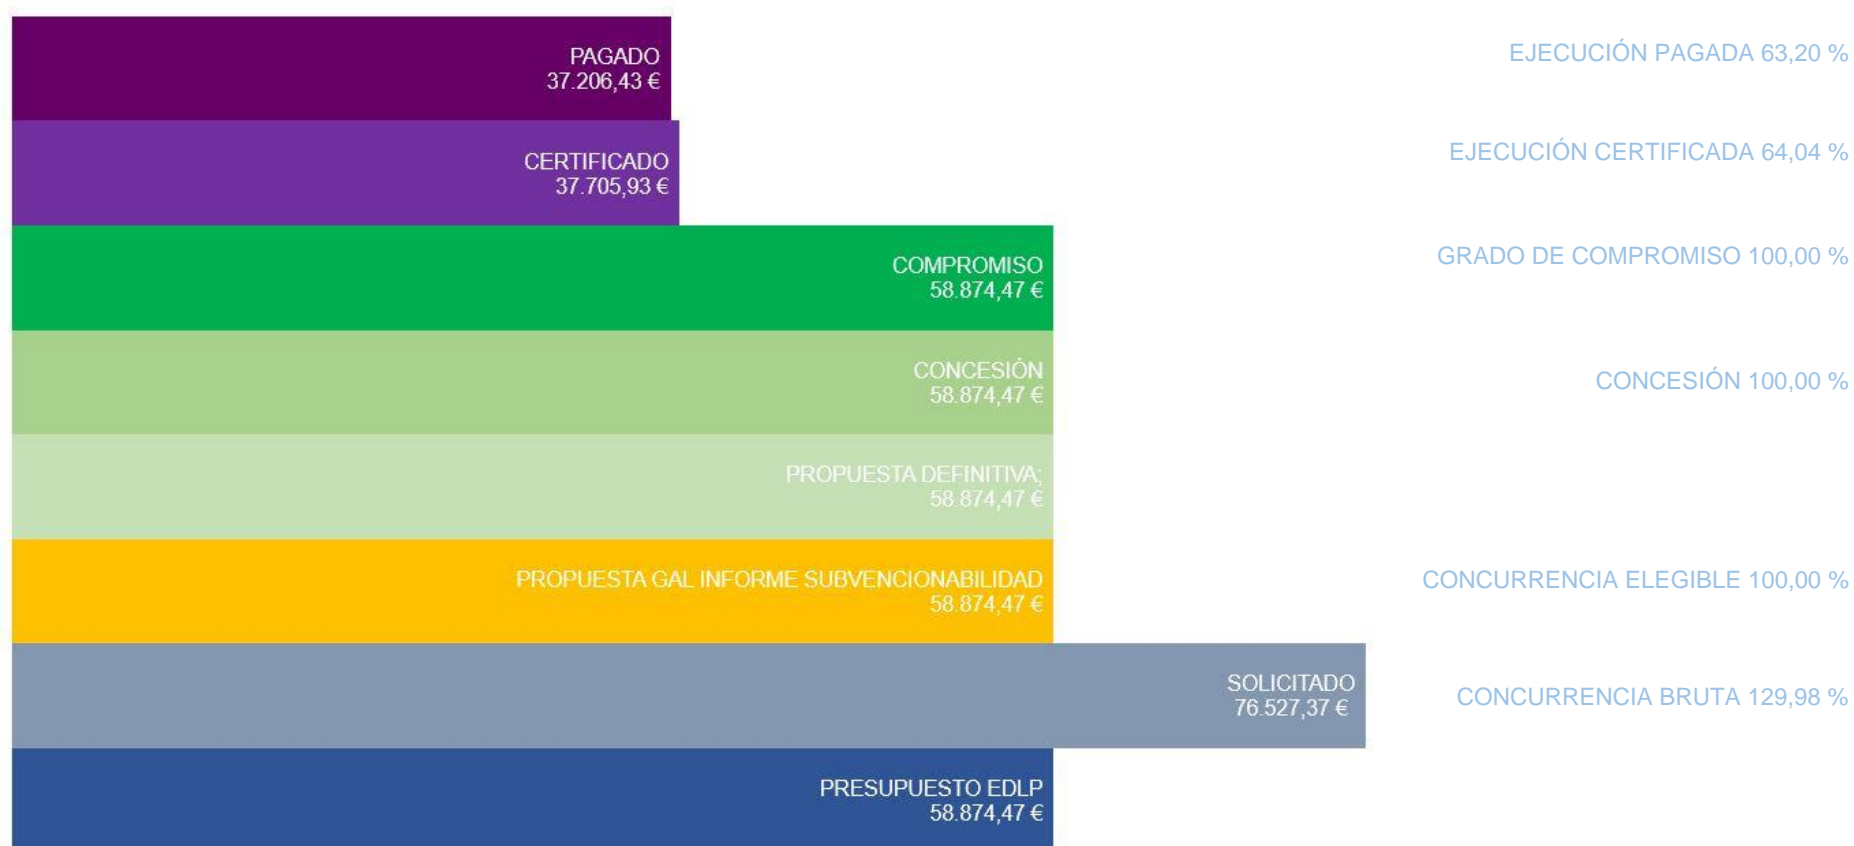 PAGADO
37.206,43 €
EJECUCIÓN PAGADA 63,20 %
CERTIFICADO
37.705,93 €
EJECUCIÓN CERTIFICADA 64,04 %
COMPROMISO
58.874,47 €
GRADO DE COMPROMISO 100,00 %
CONCESIÓN
58.874,47 €
CONCESIÓN 100,00 %
PROPUESTA DEFINITIVA;
58.874,47 €
PROPUESTA GAL INFORME SUBVENCIONABILIDAD
58.874,47 €
CONCURRENCIA ELEGIBLE 100,00 %
SOLICITADO
76.527,37 €
CONCURRENCIA BRUTA 129,98 %
PRESUPUESTO EDLP
58.874,47 €